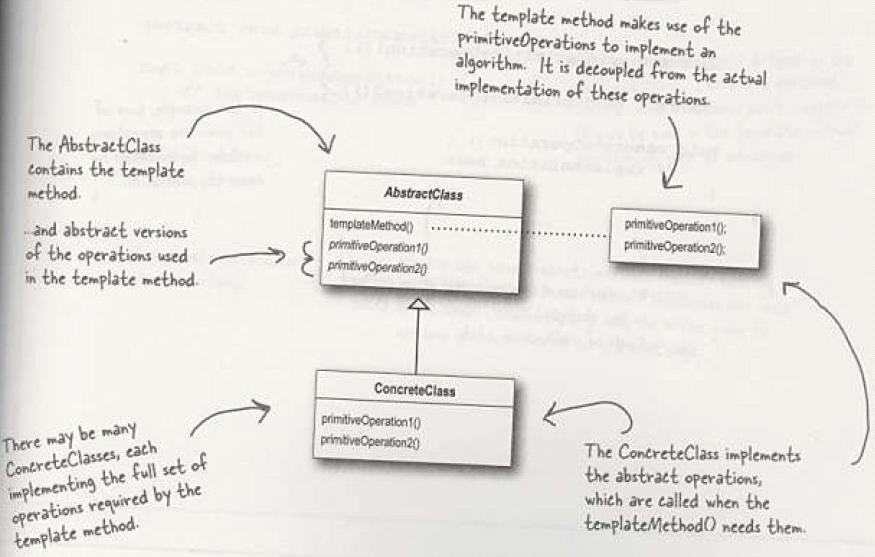 The template method makes use of the
primitiveOperations to implement an
algorithm. It is decoupled from the actual
implementation of these operations.
The AbstractClass
contains the template
method.
...and abstract versions
of the operations used
in the template method.
AbstractClass
templateMethod()
primitiveOperation1()
primitiveOperation2()
primitiveOperation1();
primitiveOperation2();
ConcreteClass
primitiveOperation1()
primitiveOperation2()
There may be many
ConcreteClasses, each
implementing the full set of
operations required by the
template method.
The ConcreteClass implements
the abstract operations,
which are called when the
templateMethod() needs them.